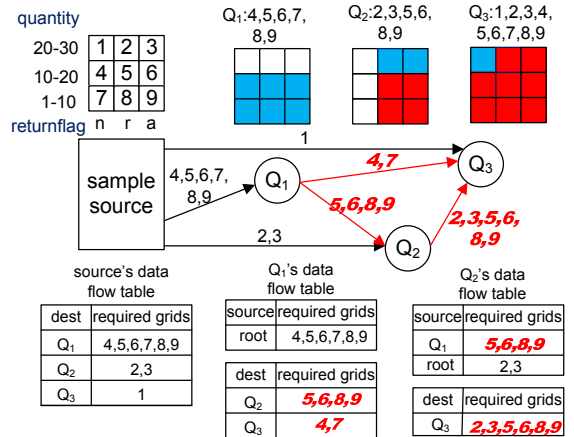 quantity
20-30 1 2 3
10-20 4 5 6
1-10 7 8 9
returnflag n r a
Q1:4,5,6,7,
8,9
Q2:2,3,5,6,
8,9
Q3:1,2,3,4,
5,6,7,8,9
1
sample
source
4,5,6,7,
8,9
Q1
4,7
Q3
5,6,8,9
2,3
Q2
2,3,5,6,
8,9
source's data
flow table
dest required grids
Q1 4,5,6,7,8,9
Q2 2,3
Q3 1
Q1's data
flow table
source required grids
root 4,5,6,7,8,9
dest required grids
Q2 5,6,8,9
Q3 4,7
Q2's data
flow table
source required grids
Q1 5,6,8,9
root 2,3
dest required grids
Q3 2,3,5,6,8,9